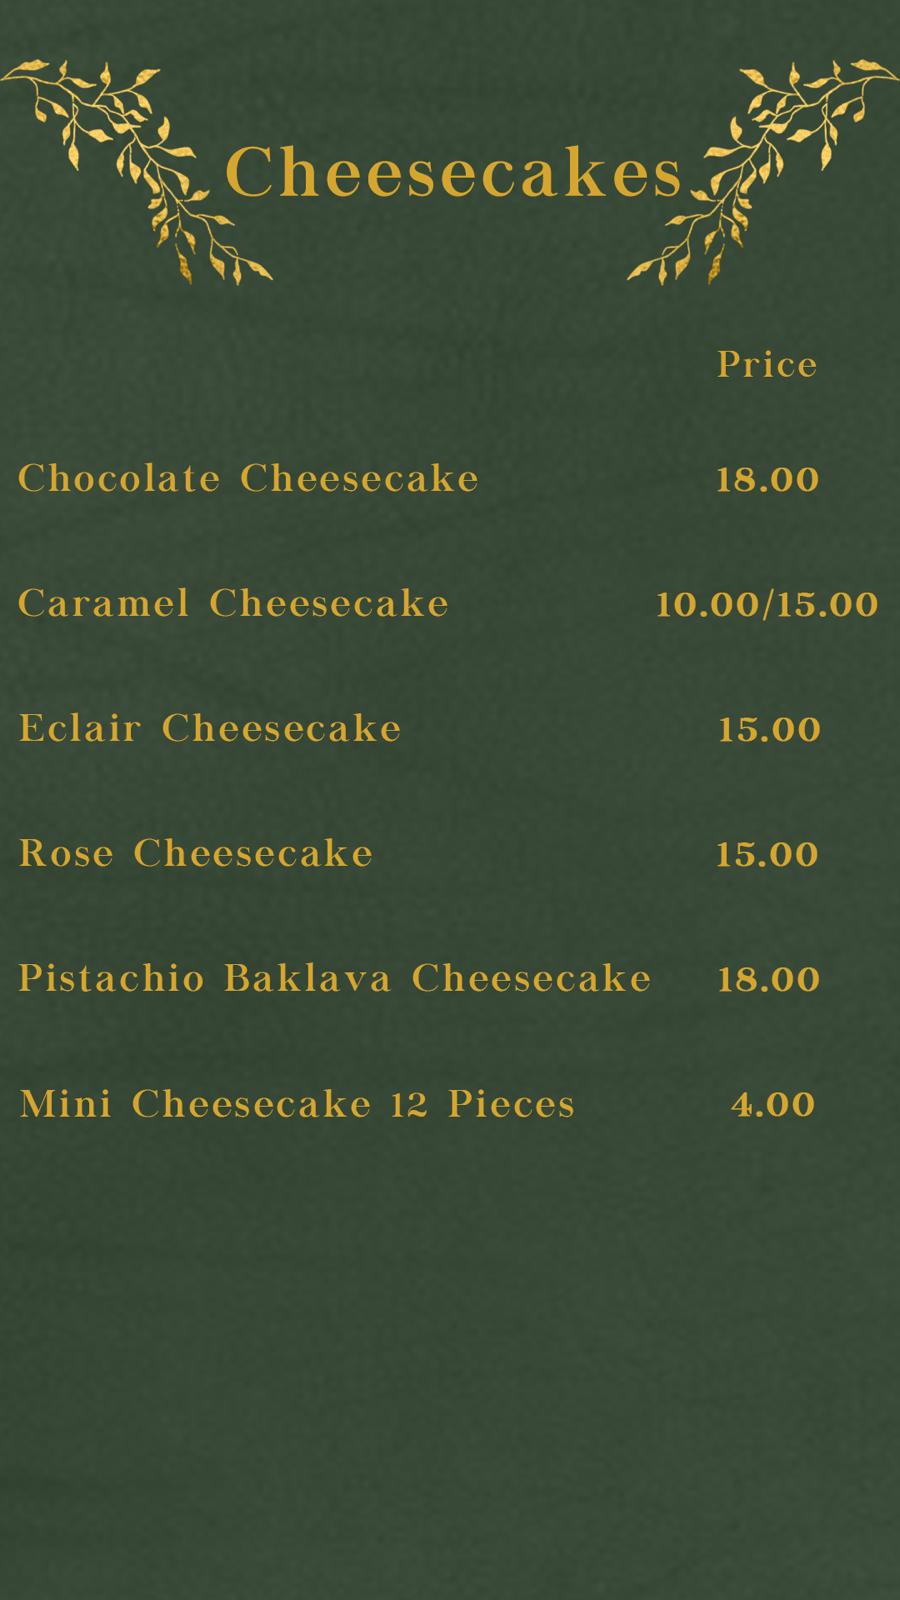 Cheesecakes
Price
Chocolate Cheesecake 18.00
Caramel Cheesecake 10.00/15.00
Eclair Cheesecake 15.00
Rose Cheesecake 15.00
Pistachio Baklava Cheesecake 18.00
Mini Cheesecake 12 Pieces 4.00